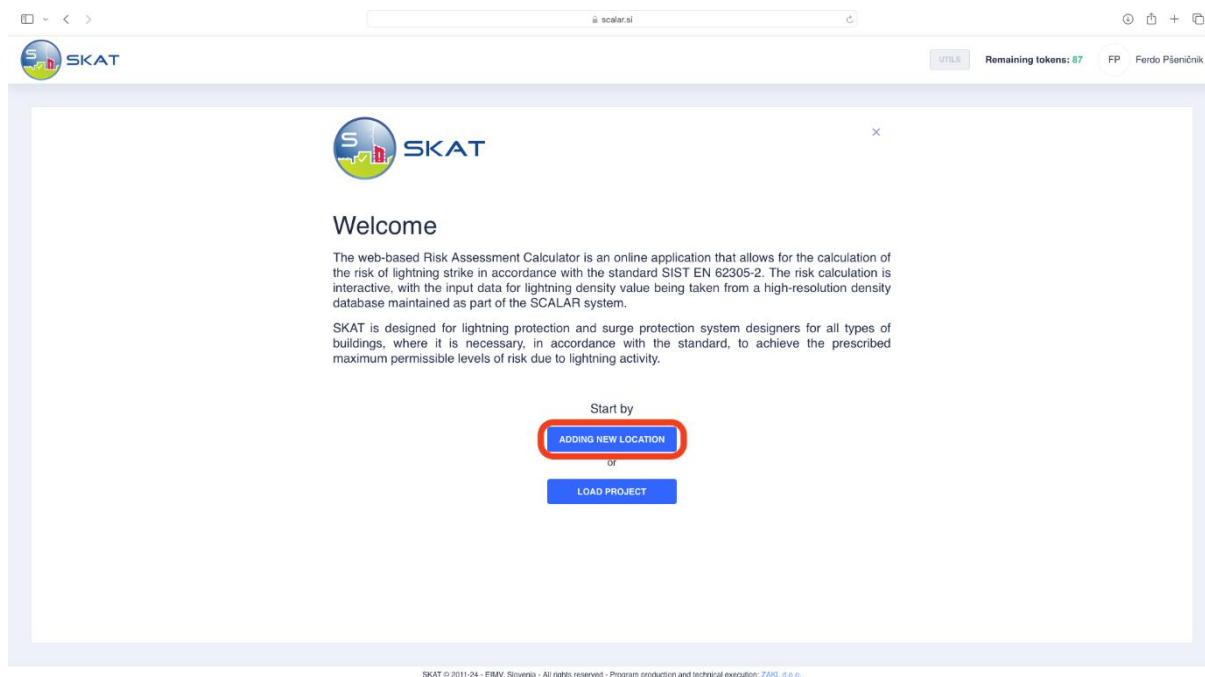 scalar.si
SKAT
UTILS
Remaining tokens: 87
FP
Ferdo Pšeničnik
SKAT
Welcome
The web-based Risk Assessment Calculator is an online application that allows for the calculation of
the risk of lightning strike in accordance with the standard SIST EN 62305-2. The risk calculation is
interactive, with the input data for lightning density value being taken from a high-resolution density
database maintained as part of the SCALAR system.
SKAT is designed for lightning protection and surge protection system designers for all types of
buildings, where it is necessary, in accordance with the standard, to achieve the prescribed
maximum permissible levels of risk due to lightning activity.
Start by
ADDING NEW LOCATION
or
LOAD PROJECT
SKAT © 2011-24 - EIMV, Slovenia - All rights reserved - Program production and technical execution: ZAKL d.o.o.